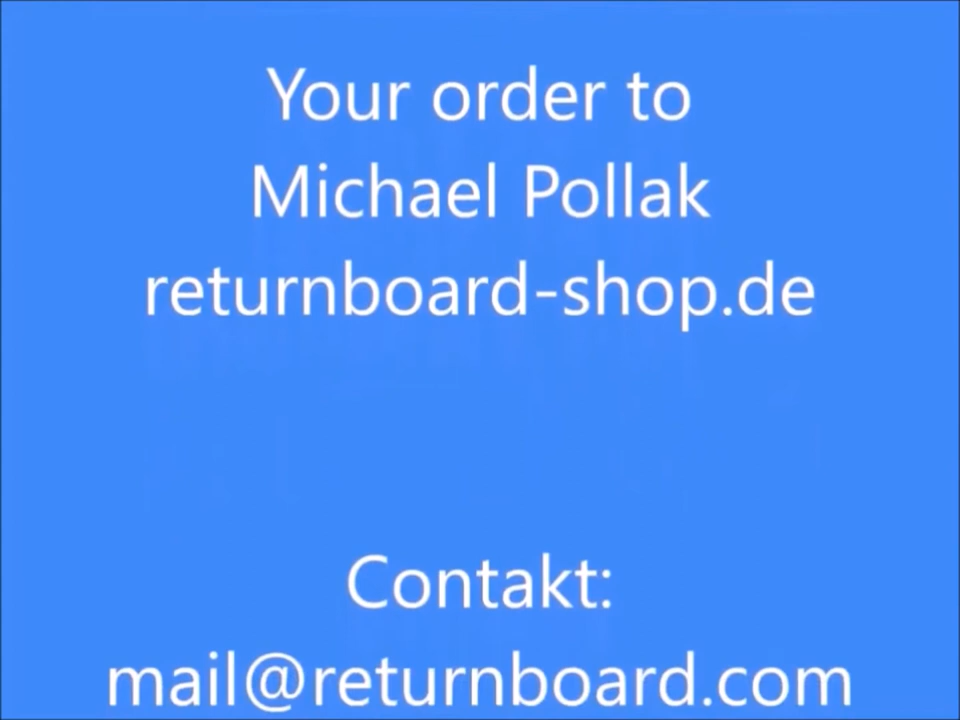 Your order to
Michael Pollak
returnboard-shop.de
Contakt:
mail@returnboard.com